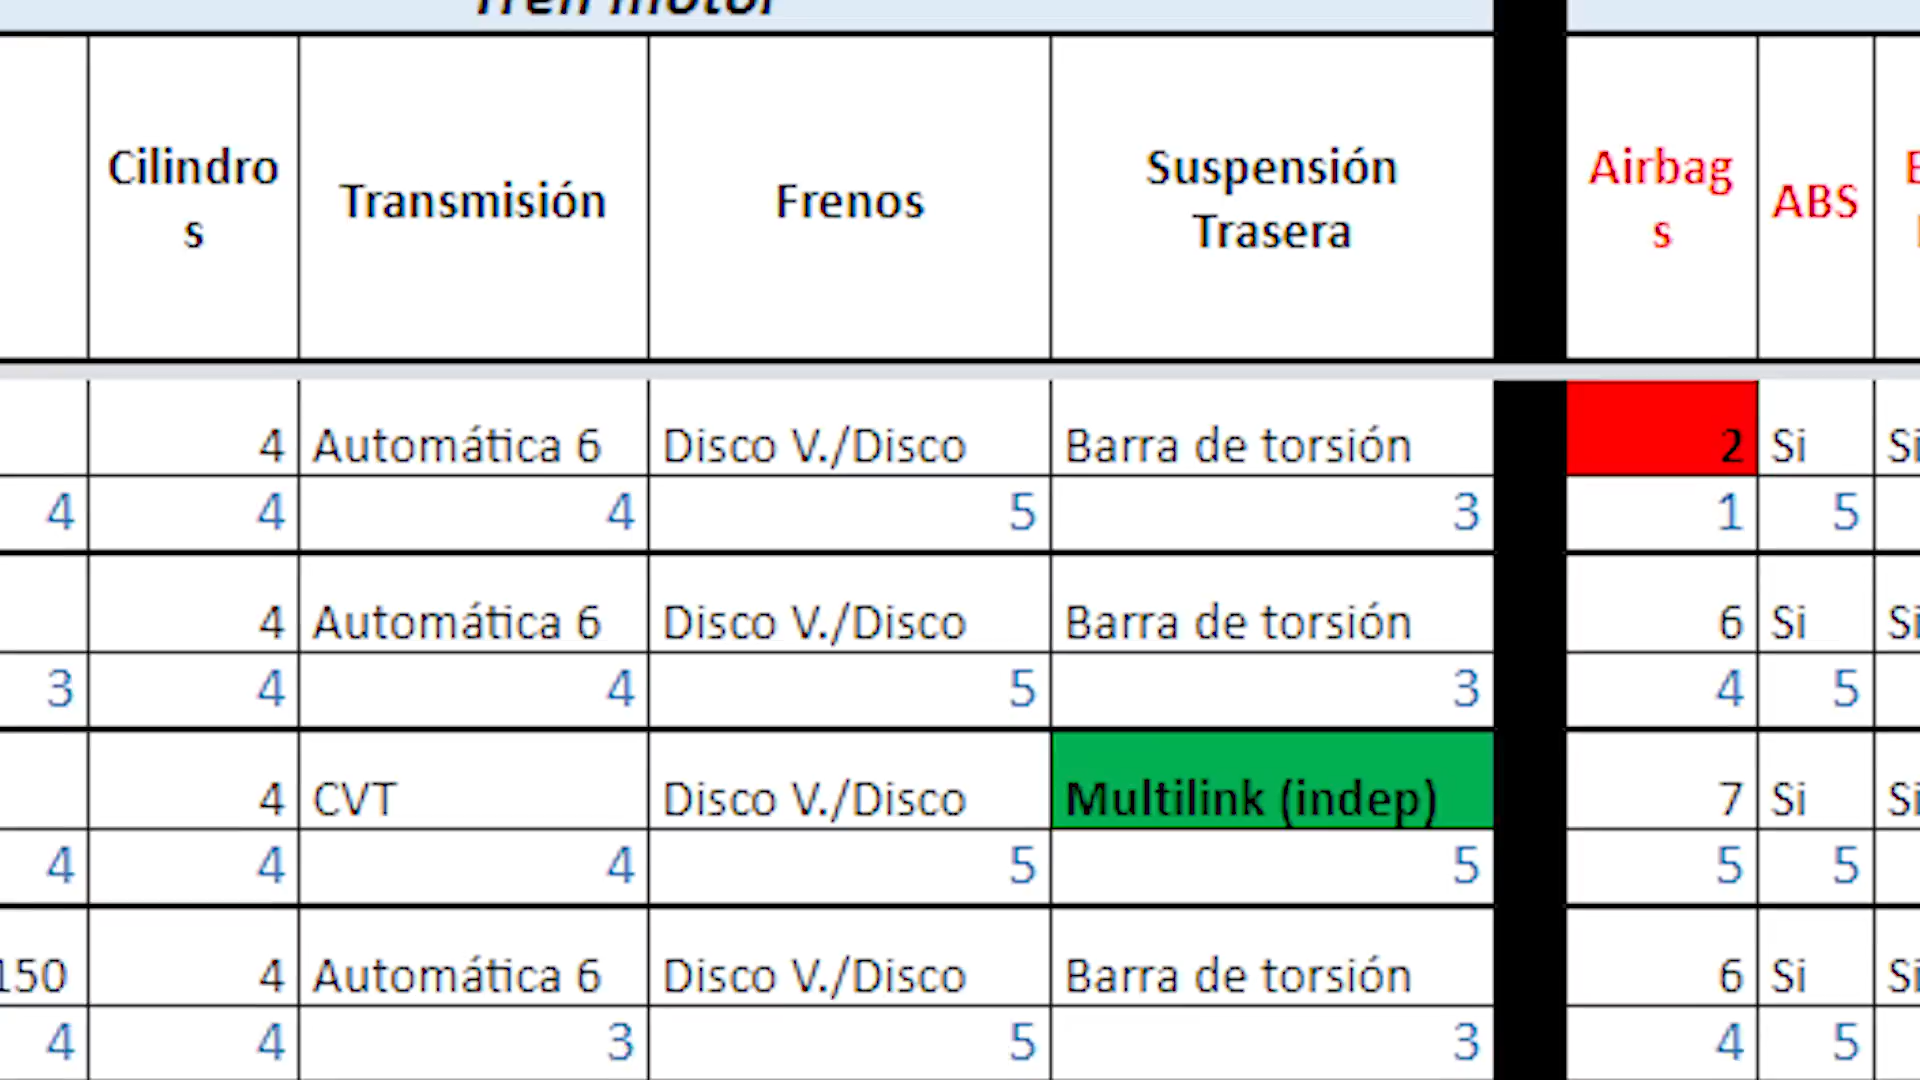 Tren motor
Cilindro
s
Transmisión
Frenos
Suspensión
Trasera
Airbag
s
ABS
4 Automática 6 Disco V./Disco Barra de torsión 2 Si Si
4 4 4 5 3 1 5
4 Automática 6 Disco V./Disco Barra de torsión 6 Si Si
3 4 4 5 3 4 5
4 CVT Disco V./Disco Multilink (indep) 7 Si Si
4 4 4 5 5 5 5
150 4 Automática 6 Disco V./Disco Barra de torsión 6 Si Si
4 4 3 5 3 4 5